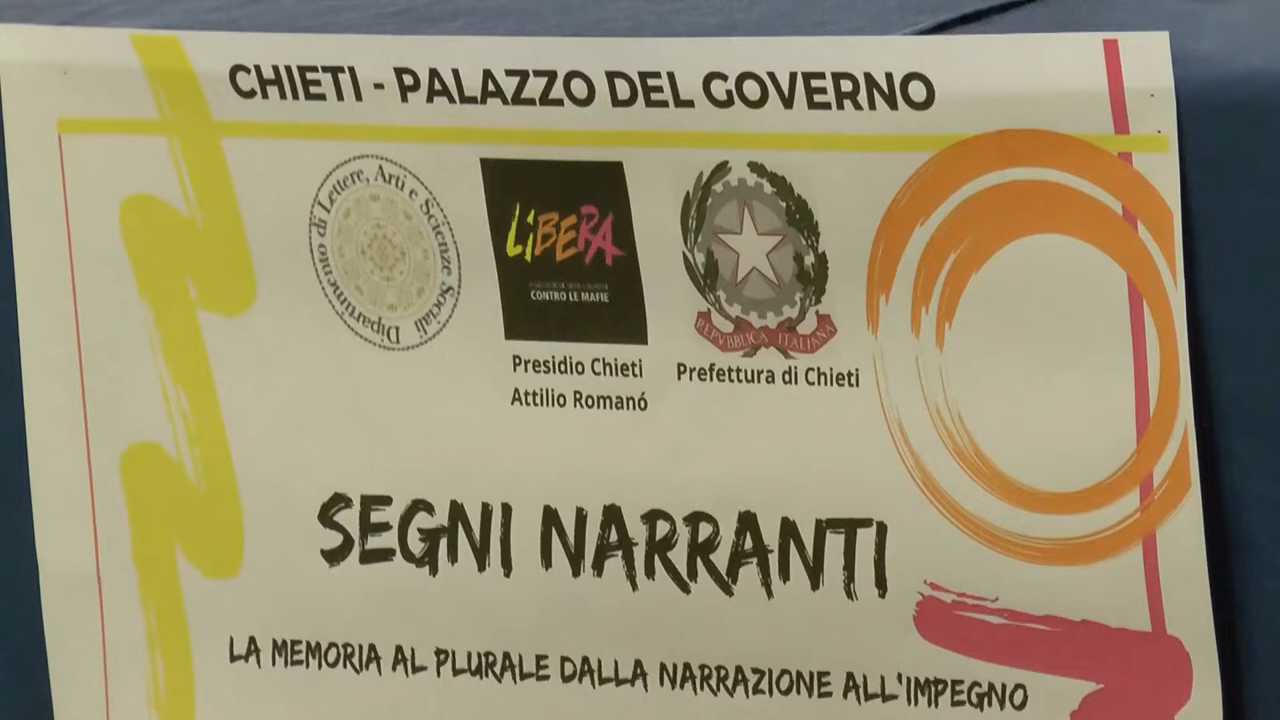 CHIETI - PALAZZO DEL GOVERNO
Dipartimento di Lettere, Arti e Scienze Sociali
LiBERA
CONTRO LE MAFIE
REPVBBLICA ITALIANA
Presidio Chieti
Attilio Romanó
Prefettura di Chieti
SEGNI NARRANTI
LA MEMORIA AL PLURALE DALLA NARRAZIONE ALL'IMPEGNO